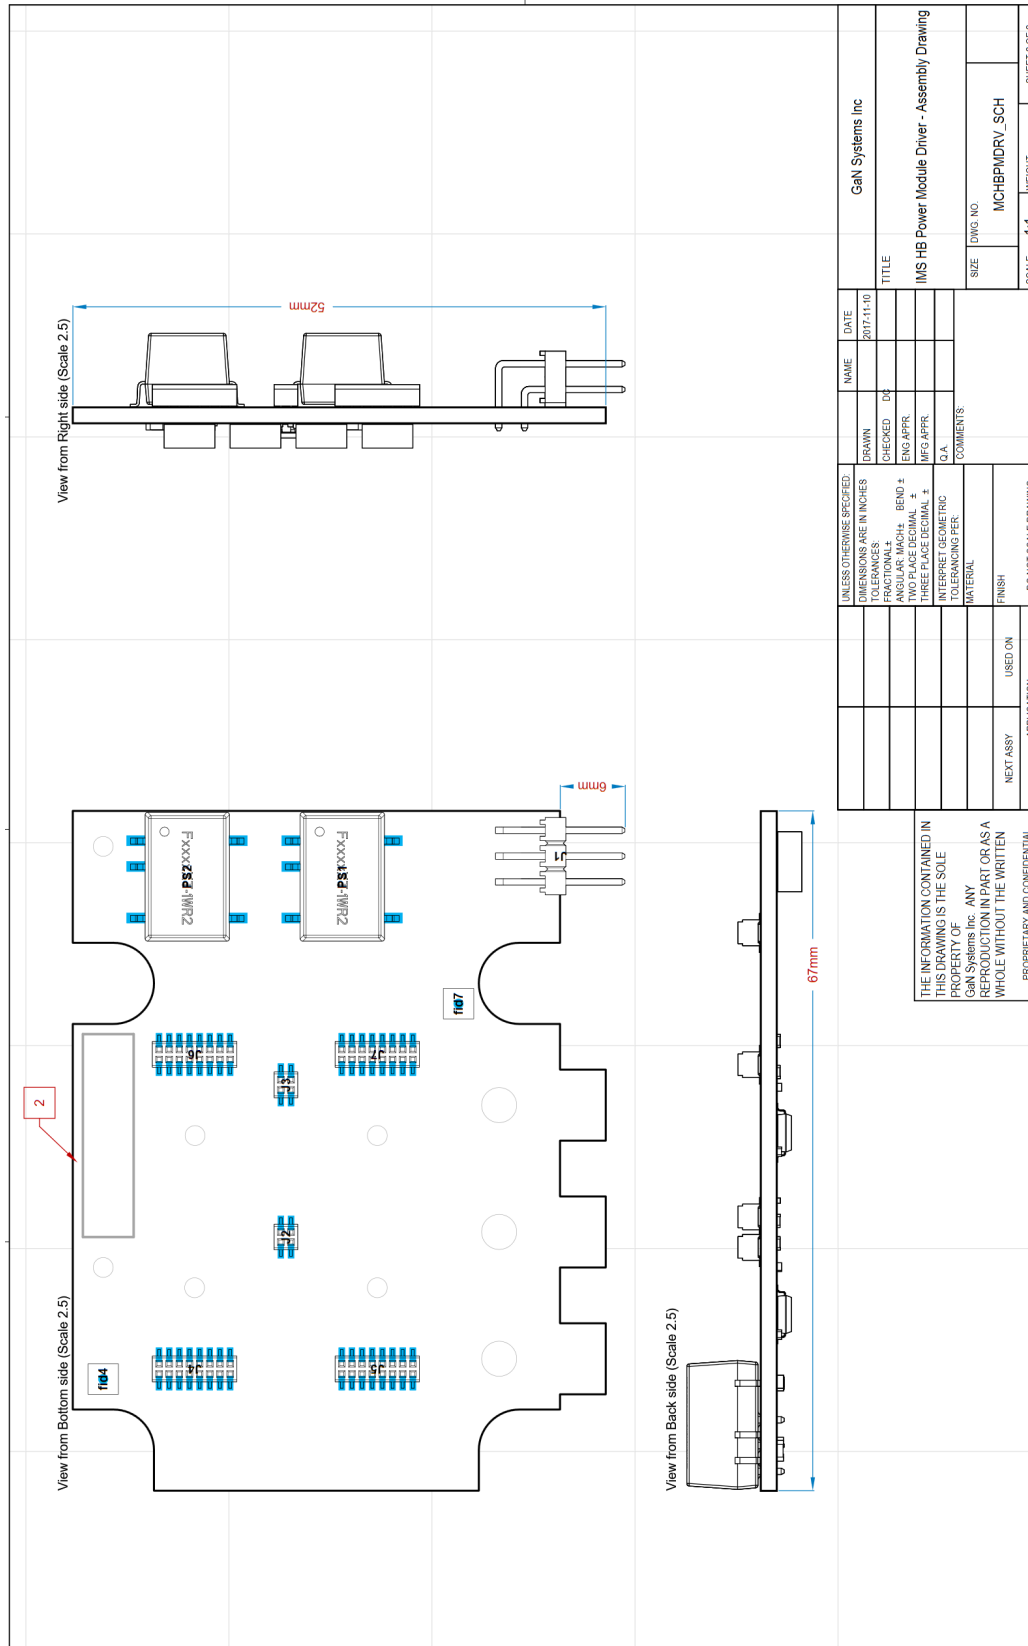 View from Bottom side (Scale 2.5)
2
fid4
J4
J5
J2
J3
J6
J7
fid7
PS2
PS1
J1
6mm
View from Right side (Scale 2.5)
52mm
View from Back side (Scale 2.5)
67mm
THE INFORMATION CONTAINED IN
THIS DRAWING IS THE SOLE
PROPERTY OF
GaN Systems Inc. ANY
REPRODUCTION IN PART OR AS A
WHOLE WITHOUT THE WRITTEN
PROPRIETARY AND CONFIDENTIAL
NEXT ASSY
USED ON
UNLESS OTHERWISE SPECIFIED:
DIMENSIONS ARE IN INCHES
TOLERANCES:
FRACTIONAL±
ANGULAR: MACH± BEND ±
TWO PLACE DECIMAL ±
THREE PLACE DECIMAL ±
INTERPRET GEOMETRIC
TOLERANCING PER:
MATERIAL
FINISH
NAME
DATE
DRAWN
2017-11-10
CHECKED
DC
ENG APPR.
MFG APPR.
Q.A.
COMMENTS:
GaN Systems Inc
TITLE
IMS HB Power Module Driver - Assembly Drawing
SIZE
DWG. NO.
MCHBPMDRV_SCH